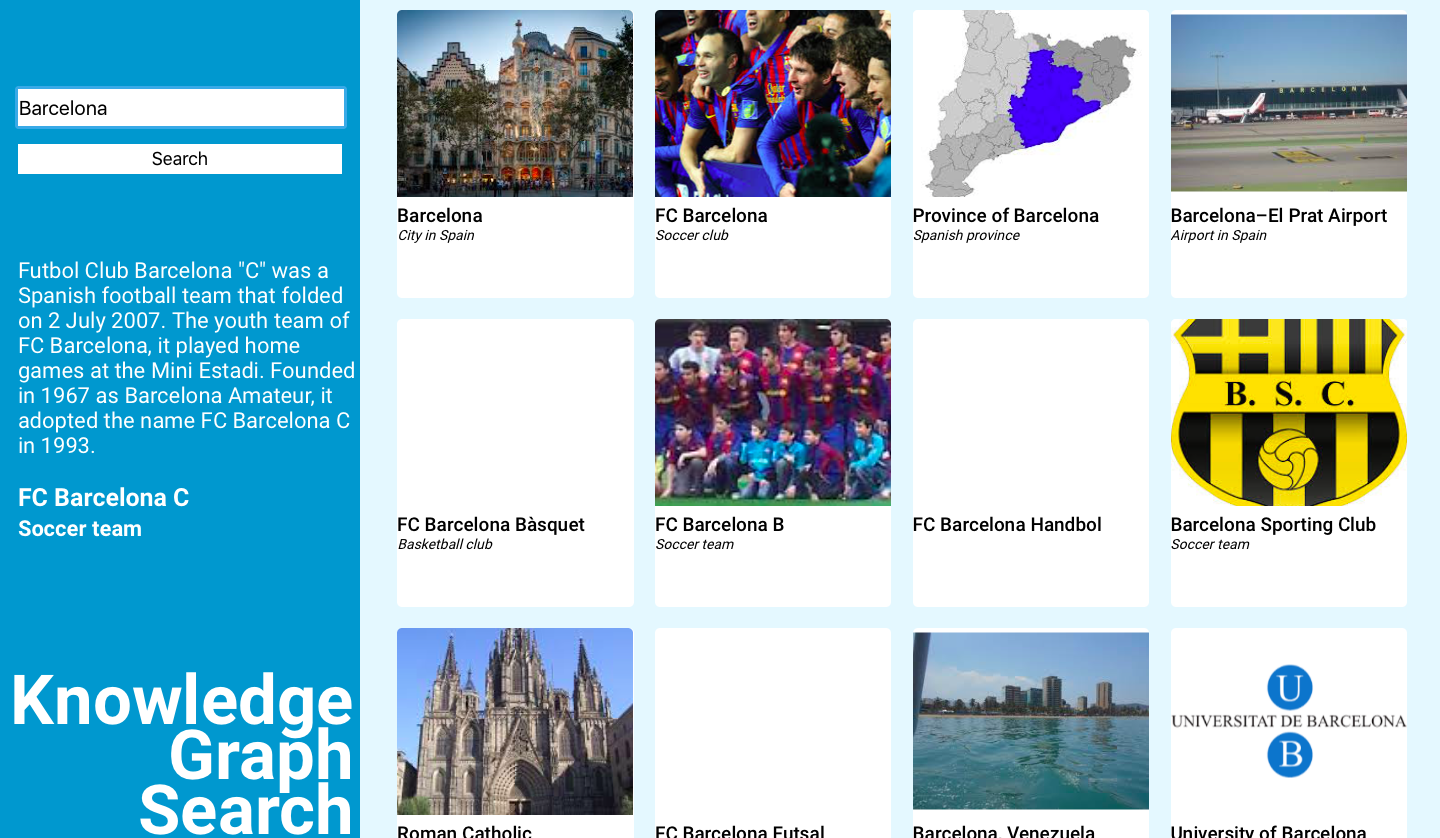 Barcelona
Search
Futbol Club Barcelona "C" was a
Spanish football team that folded
on 2 July 2007. The youth team of
FC Barcelona, it played home
games at the Mini Estadi. Founded
in 1967 as Barcelona Amateur, it
adopted the name FC Barcelona C
in 1993.
FC Barcelona C
Soccer team
Knowledge
Graph
Search
Barcelona
City in Spain
FC Barcelona
Soccer club
Province of Barcelona
Spanish province
BARCELONA
Barcelona–El Prat Airport
Airport in Spain
FC Barcelona Bàsquet
Basketball club
FC Barcelona B
Soccer team
FC Barcelona Handbol
B. S. C.
Barcelona Sporting Club
Soccer team
Roman Catholic
FC Barcelona Futsal
Barcelona, Venezuela
U
UNIVERSITAT DE BARCELONA
B
University of Barcelona